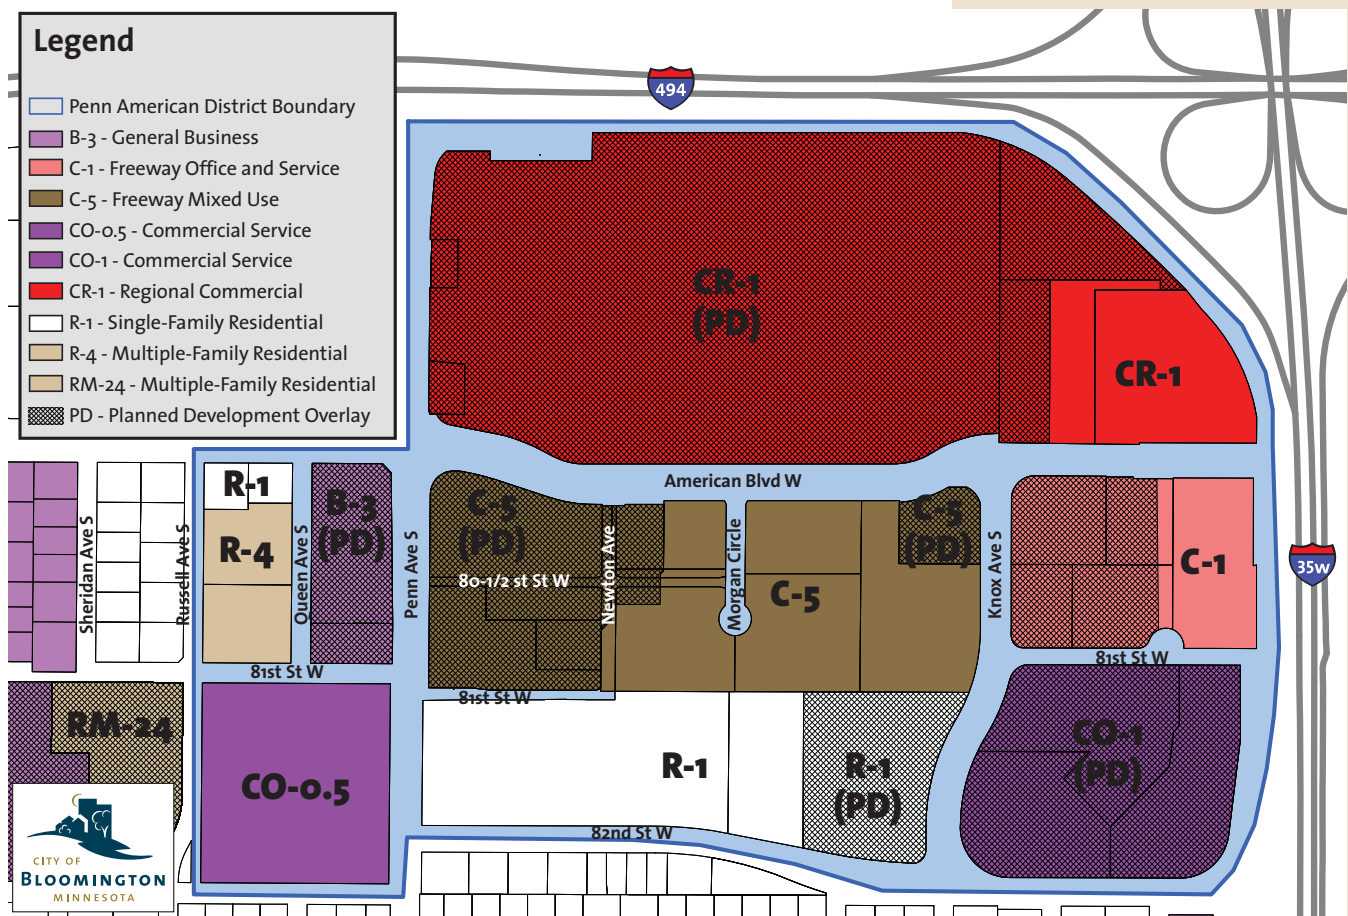 Legend
Penn American District Boundary
B-3 - General Business
C-1 - Freeway Office and Service
C-5 - Freeway Mixed Use
CO-0.5 - Commercial Service
CO-1 - Commercial Service
CR-1 - Regional Commercial
R-1 - Single-Family Residential
R-4 - Multiple-Family Residential
RM-24 - Multiple-Family Residential
PD - Planned Development Overlay
494
CR-1
(PD)
CR-1
American Blvd W
R-1
R-4
B-3
(PD)
C-5
(PD)
C-5
(PD)
C-5
C-1
35W
Sheridan Ave S
Russell Ave S
Queen Ave S
Penn Ave S
80-1/2 st St W
Newton Ave
Morgan Circle
Knox Ave S
81st St W
81st St W
81st St W
RM-24
CO-0.5
R-1
R-1
(PD)
CO-1
(PD)
82nd St W
CITY OF
BLOOMINGTON
MINNESOTA